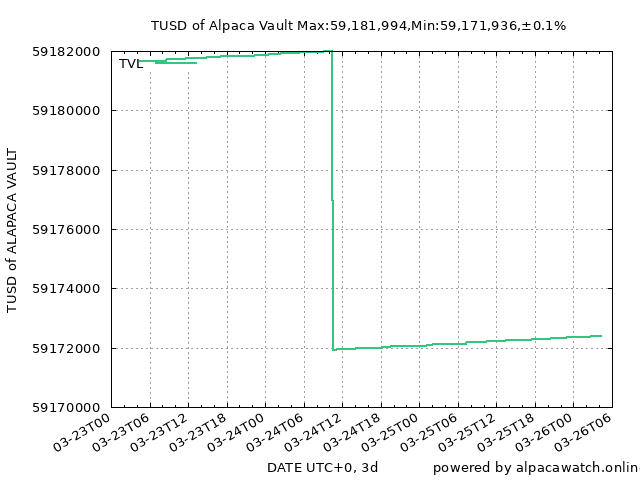 TUSD of Alpaca Vault Max:59,181,994,Min:59,171,936,±0.1%
59182000
TVL
59180000
59178000
59176000
59174000
59172000
59170000
TUSD of ALAPACA VAULT
03-23T00
03-23T06
03-23T12
03-23T18
03-24T00
03-24T06
03-24T12
03-24T18
03-25T00
03-25T06
03-25T12
03-25T18
03-26T00
03-26T06
DATE UTC+0, 3d
powered by alpacawatch.onlin